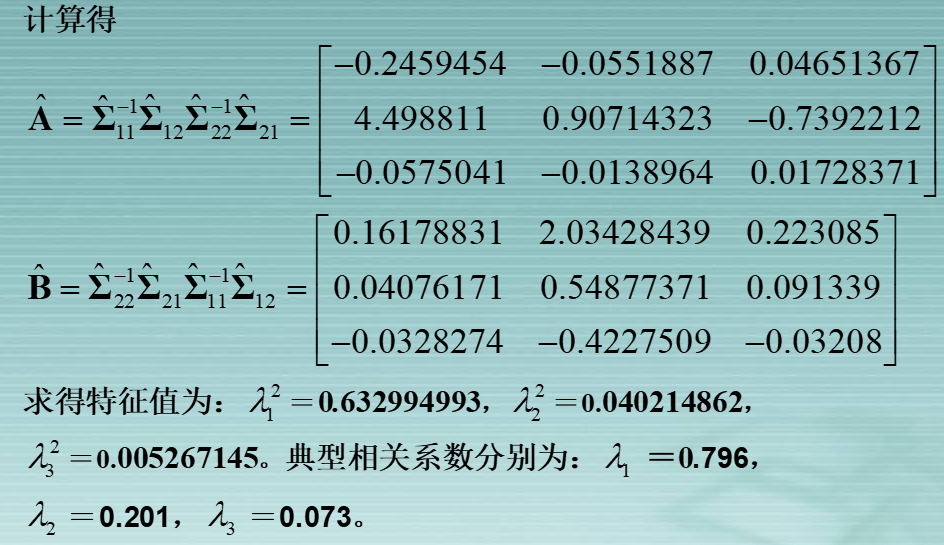 计算得
Â = Σ̂₁₁⁻¹Σ̂₁₂Σ̂₂₂⁻¹Σ̂₂₁ =
−0.2459454 −0.0551887 0.04651367
4.498811 0.90714323 −0.7392212
−0.0575041 −0.0138964 0.01728371
B̂ = Σ̂₂₂⁻¹Σ̂₂₁Σ̂₁₁⁻¹Σ̂₁₂ =
0.16178831 2.03428439 0.223085
0.04076171 0.54877371 0.091339
−0.0328274 −0.4227509 −0.03208
求得特征值为：λ₁² ＝0.632994993，λ₂² ＝0.040214862，
λ₃² ＝0.005267145。典型相关系数分别为：λ₁ ＝0.796，
λ₂ ＝0.201，λ₃ ＝0.073。